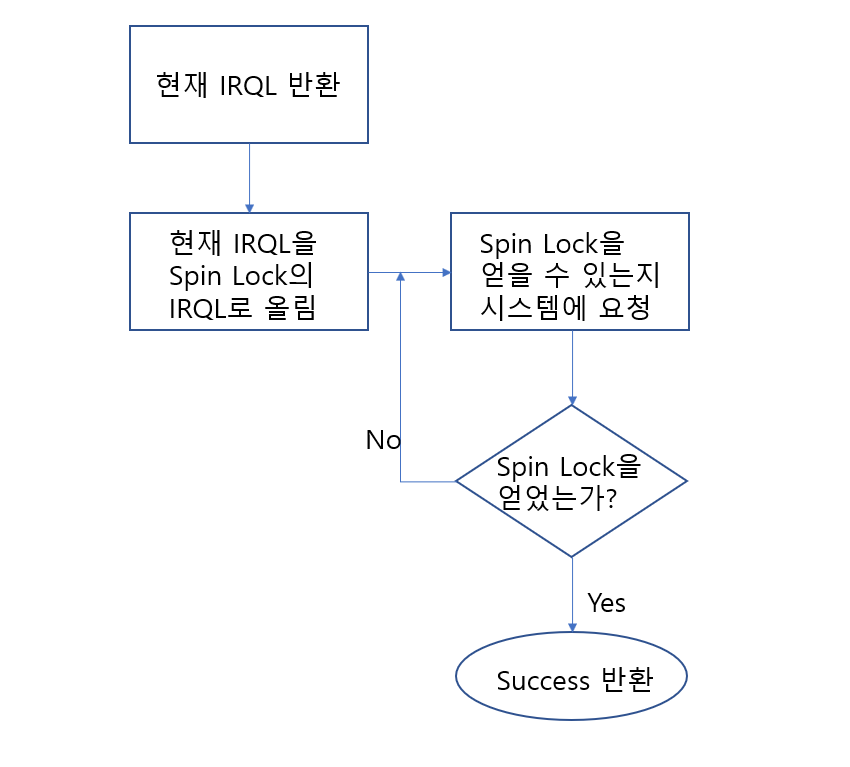 현재 IRQL 반환
현재 IRQL을
Spin Lock의
IRQL로 올림
Spin Lock을
얻을 수 있는지
시스템에 요청
No
Spin Lock을
얻었는가?
Yes
Success 반환